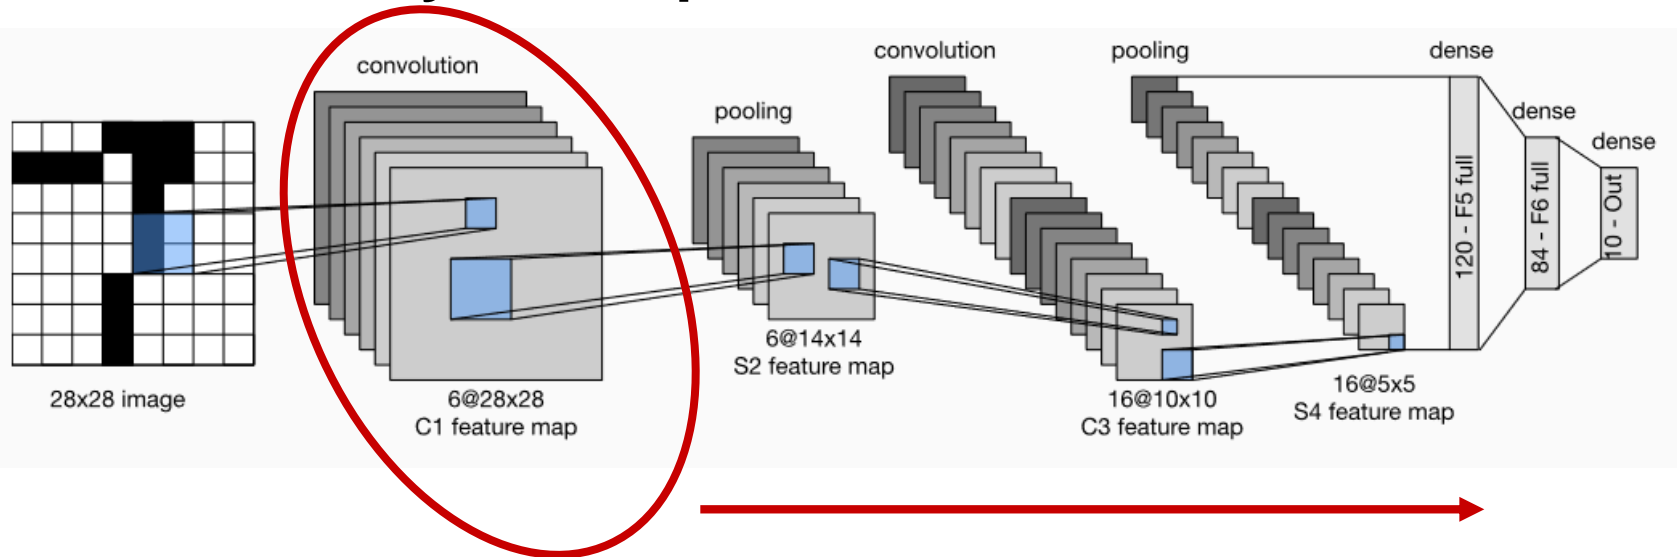 convolution
pooling
convolution
pooling
dense
dense
dense
120 - F5 full
84 - F6 full
10 - Out
28x28 image
6@28x28
C1 feature map
6@14x14
S2 feature map
16@10x10
C3 feature map
16@5x5
S4 feature map